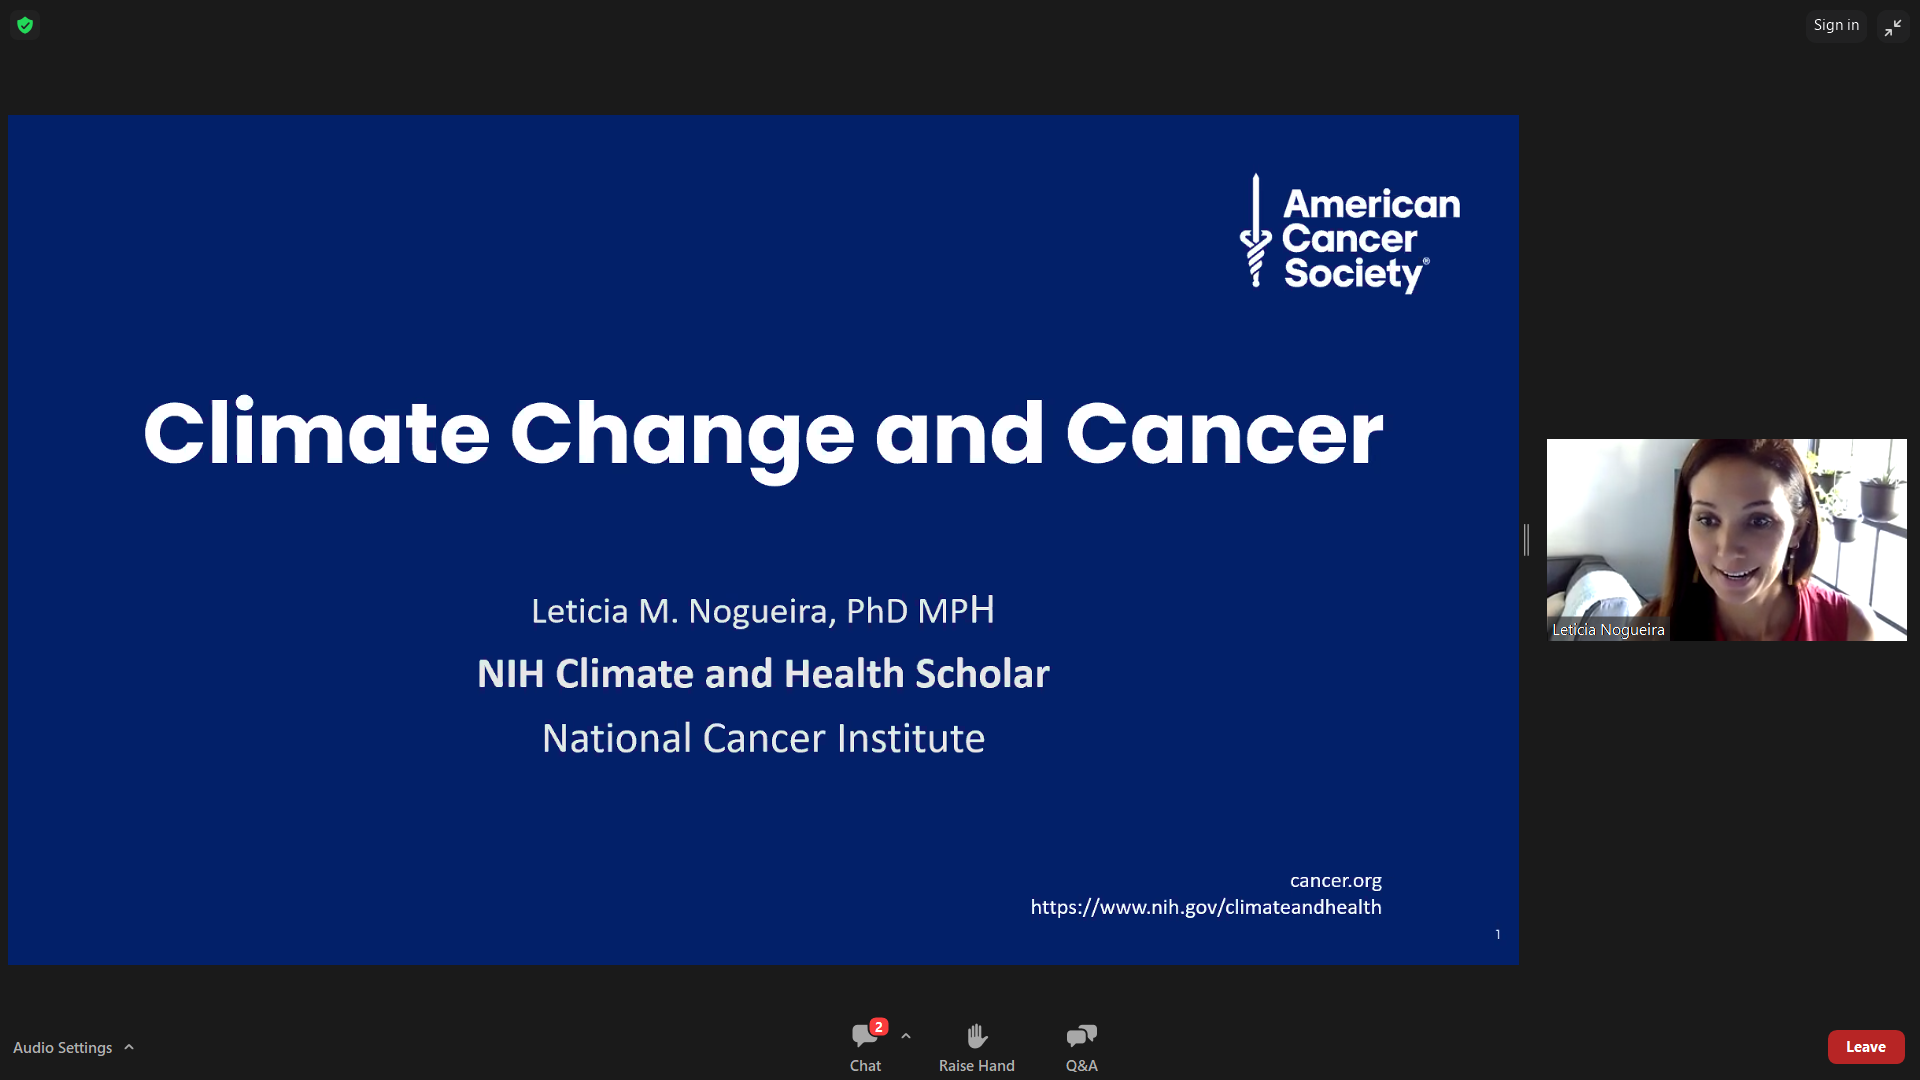 Sign in
American
Cancer
Society®
Climate Change and Cancer
Leticia M. Nogueira, PhD MPH
NIH Climate and Health Scholar
National Cancer Institute
cancer.org
https://www.nih.gov/climateandhealth
1
Leticia Nogueira
Audio Settings
2
Chat
Raise Hand
Q&A
Leave